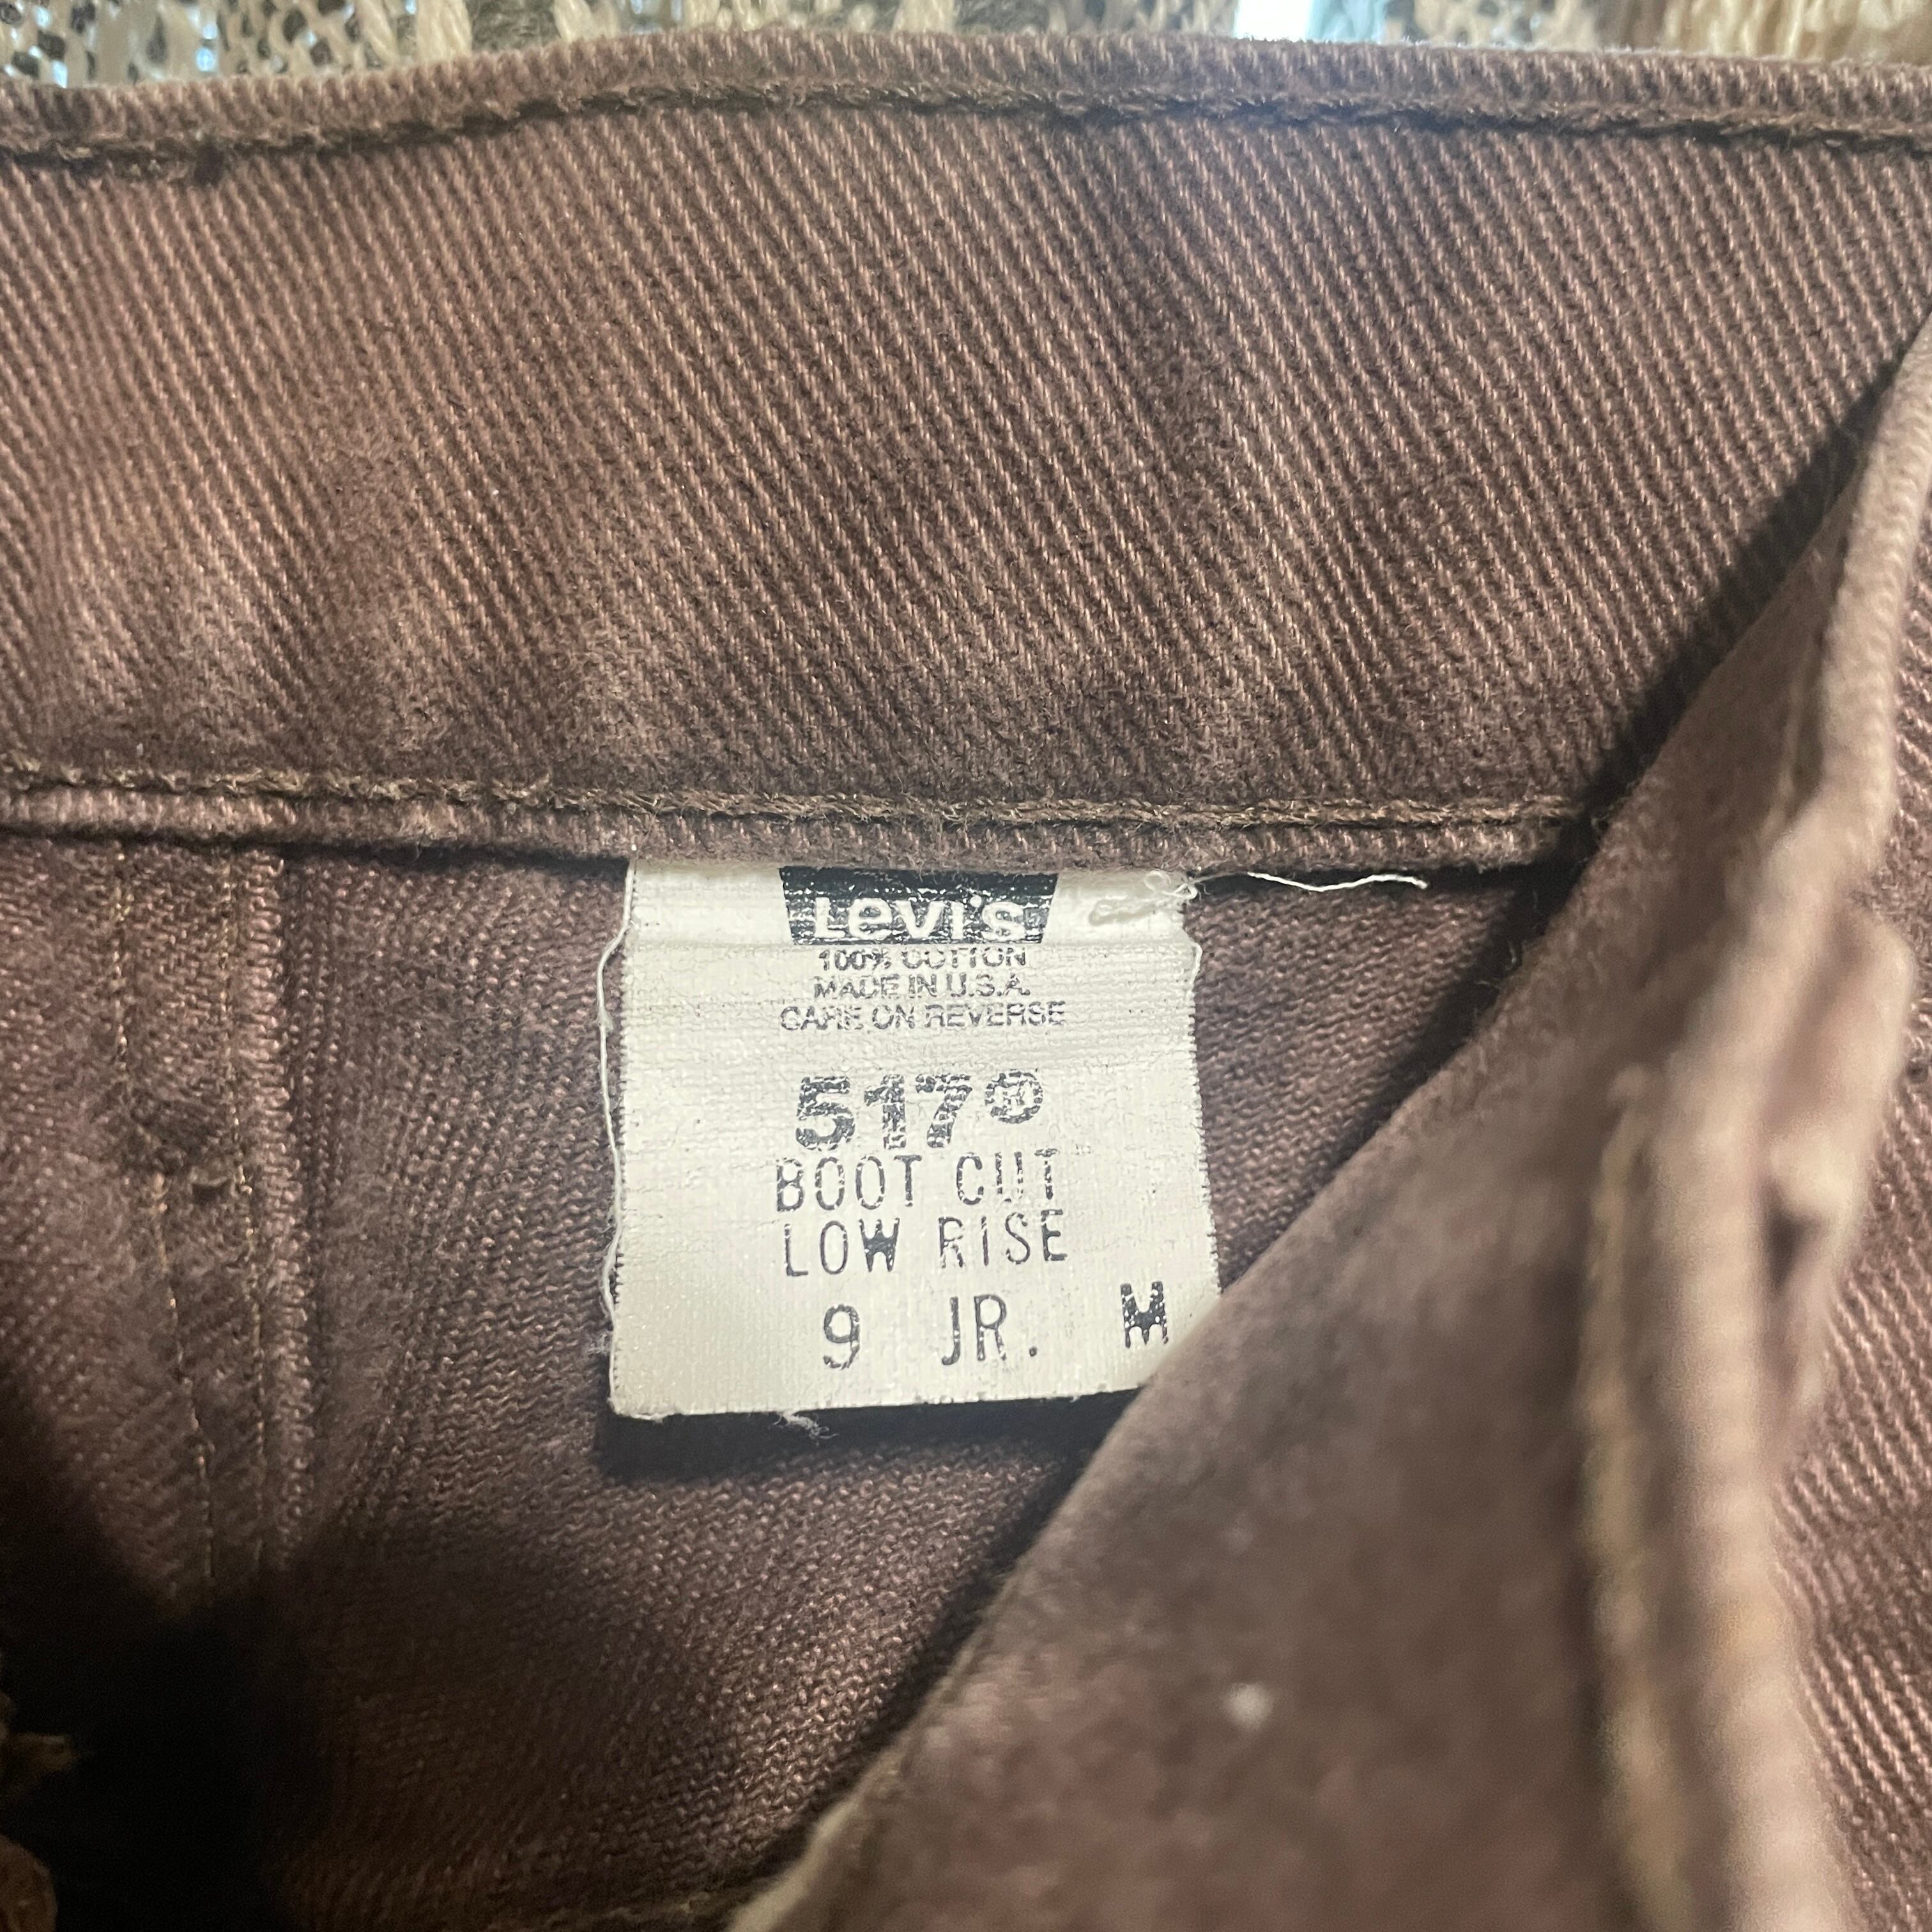 Levi's
100% COTTON
MADE IN U.S.A.
CARE ON REVERSE
517®
BOOT CUT
LOW RISE
9 JR. M